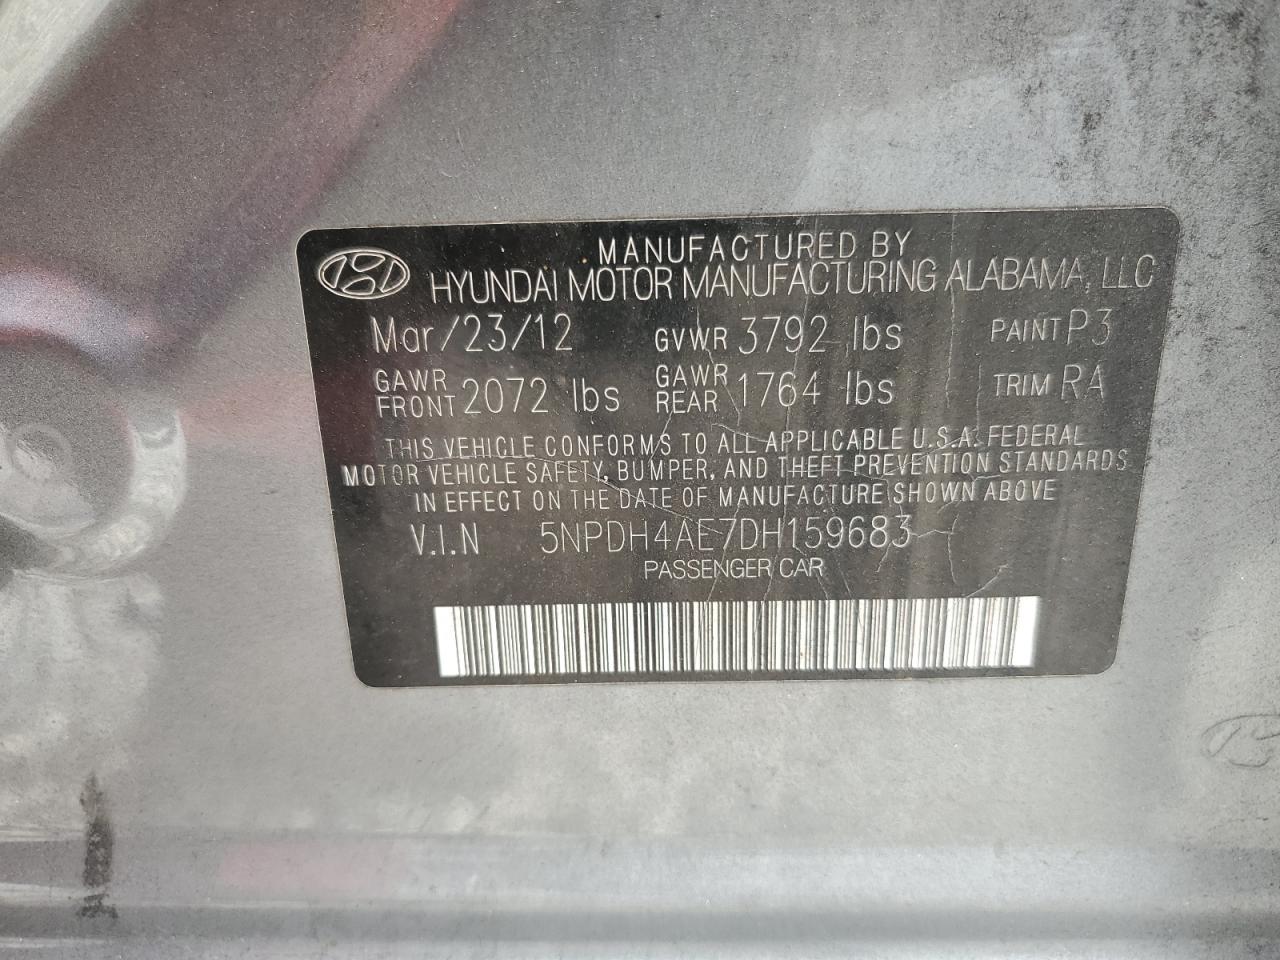 MANUFACTURED BY
HYUNDAI MOTOR MANUFACTURING ALABAMA, LLC
Mar/23/12 GVWR 3792 lbs PAINT P3
GAWR FRONT 2072 lbs GAWR REAR 1764 lbs TRIM RA
THIS VEHICLE CONFORMS TO ALL APPLICABLE U.S.A. FEDERAL
MOTOR VEHICLE SAFETY, BUMPER, AND THEFT PREVENTION STANDARDS
IN EFFECT ON THE DATE OF MANUFACTURE SHOWN ABOVE
V.I.N 5NPDH4AE7DH159683
PASSENGER CAR